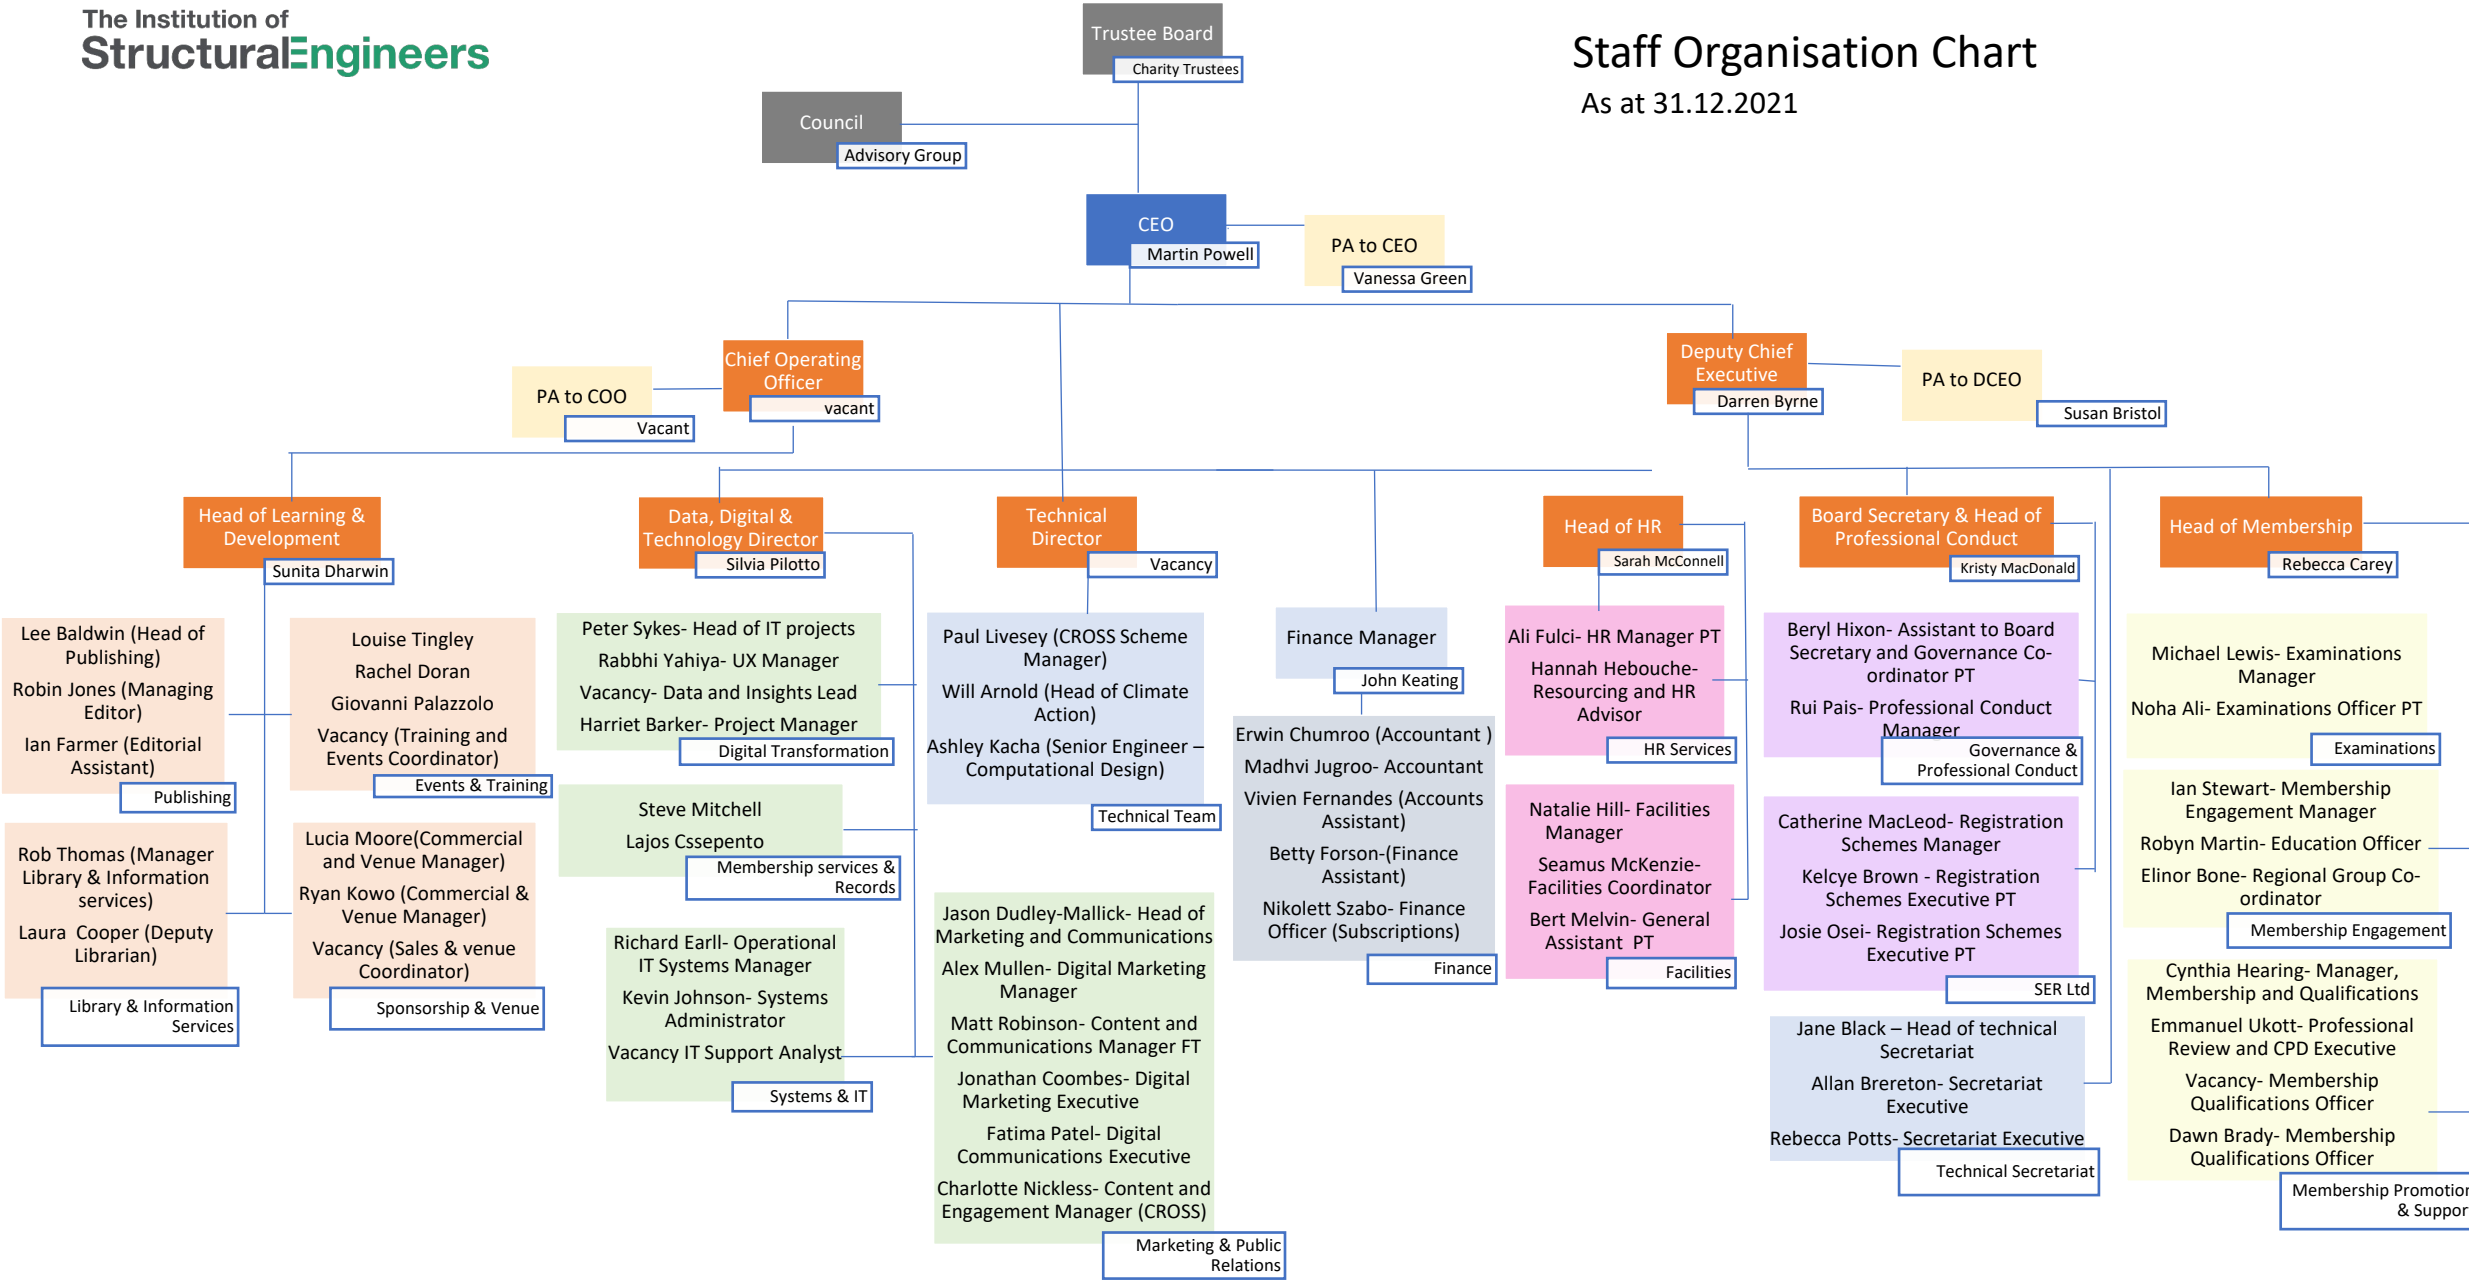 The Institution of
StructuralEngineers
Staff Organisation Chart
As at 31.12.2021
Trustee Board
Charity Trustees
Council
Advisory Group
CEO
Martin Powell
PA to CEO
Vanessa Green
Chief Operating
Officer
vacant
PA to COO
Vacant
Deputy Chief
Executive
Darren Byrne
PA to DCEO
Susan Bristol
Head of Learning &
Development
Sunita Dharwin
Data, Digital &
Technology Director
Silvia Pilotto
Technical
Director
Vacancy
Head of HR
Sarah McConnell
Board Secretary & Head of
Professional Conduct
Kristy MacDonald
Head of Membership
Rebecca Carey
Lee Baldwin (Head of
Publishing)
Robin Jones (Managing
Editor)
Ian Farmer (Editorial
Assistant)
Publishing
Louise Tingley
Rachel Doran
Giovanni Palazzolo
Vacancy (Training and
Events Coordinator)
Events & Training
Rob Thomas (Manager
Library & Information
services)
Laura Cooper (Deputy
Librarian)
Library & Information
Services
Lucia Moore(Commercial
and Venue Manager)
Ryan Kowo (Commercial &
Venue Manager)
Vacancy (Sales & venue
Coordinator)
Sponsorship & Venue
Peter Sykes- Head of IT projects
Rabbhi Yahiya- UX Manager
Vacancy- Data and Insights Lead
Harriet Barker- Project Manager
Digital Transformation
Steve Mitchell
Lajos Cssepento
Membership services &
Records
Richard Earll- Operational
IT Systems Manager
Kevin Johnson- Systems
Administrator
Vacancy IT Support Analyst
Systems & IT
Paul Livesey (CROSS Scheme
Manager)
Will Arnold (Head of Climate
Action)
Ashley Kacha (Senior Engineer –
Computational Design)
Technical Team
Jason Dudley-Mallick- Head of
Marketing and Communications
Alex Mullen- Digital Marketing
Manager
Matt Robinson- Content and
Communications Manager FT
Jonathan Coombes- Digital
Marketing Executive
Fatima Patel- Digital
Communications Executive
Charlotte Nickless- Content and
Engagement Manager (CROSS)
Marketing & Public
Relations
Finance Manager
John Keating
Erwin Chumroo (Accountant )
Madhvi Jugroo- Accountant
Vivien Fernandes (Accounts
Assistant)
Betty Forson-(Finance
Assistant)
Nikolett Szabo- Finance
Officer (Subscriptions)
Finance
Ali Fulci- HR Manager PT
Hannah Hebouche-
Resourcing and HR
Advisor
HR Services
Natalie Hill- Facilities
Manager
Seamus McKenzie-
Facilities Coordinator
Bert Melvin- General
Assistant PT
Facilities
Beryl Hixon- Assistant to Board
Secretary and Governance Co-
ordinator PT
Rui Pais- Professional Conduct
Manager
Governance &
Professional Conduct
Catherine MacLeod- Registration
Schemes Manager
Kelcye Brown - Registration
Schemes Executive PT
Josie Osei- Registration Schemes
Executive PT
SER Ltd
Jane Black – Head of technical
Secretariat
Allan Brereton- Secretariat
Executive
Rebecca Potts- Secretariat Executive
Technical Secretariat
Michael Lewis- Examinations
Manager
Noha Ali- Examinations Officer PT
Examinations
Ian Stewart- Membership
Engagement Manager
Robyn Martin- Education Officer
Elinor Bone- Regional Group Co-
ordinator
Membership Engagement
Cynthia Hearing- Manager,
Membership and Qualifications
Emmanuel Ukott- Professional
Review and CPD Executive
Vacancy- Membership
Qualifications Officer
Dawn Brady- Membership
Qualifications Officer
Membership Promotion
& Suppor